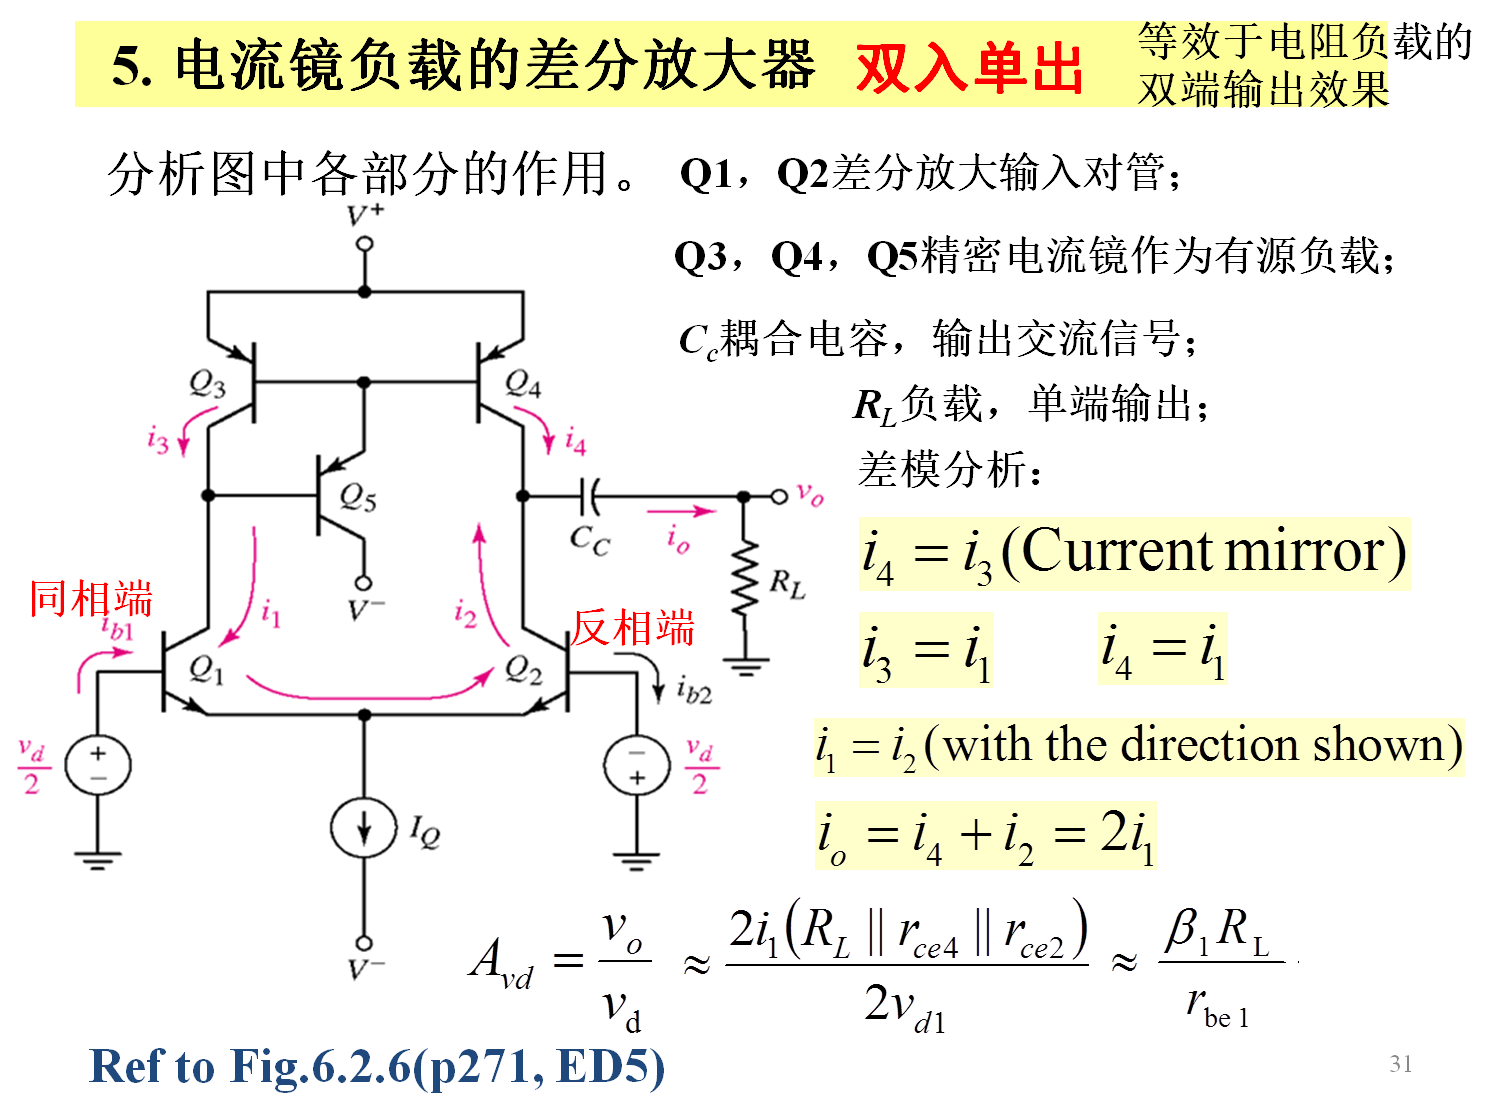 5. 电流镜负载的差分放大器 双入单出
等效于电阻负载的
双端输出效果
分析图中各部分的作用。
Q1，Q2差分放大输入对管；
Q3，Q4，Q5精密电流镜作为有源负载；
Cc耦合电容，输出交流信号；
RL负载，单端输出；
差模分析：
V+
Q3
Q4
i3
i4
Q5
vo
CC
io
RL
V−
i1
i2
同相端
反相端
ib1
Q1
Q2
ib2
vd/2
+
−
−
+
vd/2
IQ
V−
i4 = i3 (Current mirror)
i3 = i1
i4 = i1
i1 = i2 (with the direction shown)
io = i4 + i2 = 2i1
Avd = vo/vd ≈ 2i1(RL || rce4 || rce2)/2vd1 ≈ β1RL/rbe1
Ref to Fig.6.2.6(p271, ED5)
31